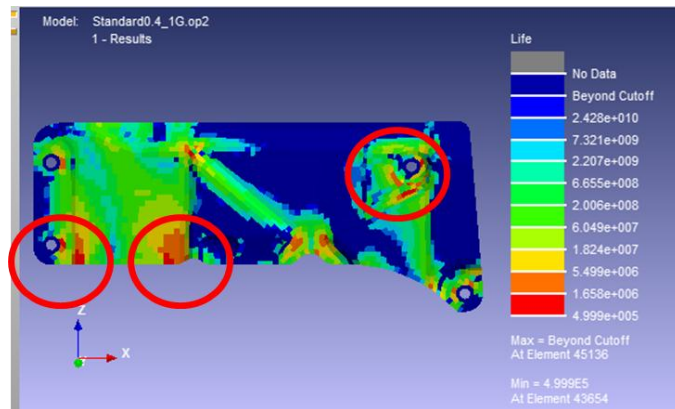 Model: Standard0.4_1G.op2
1 - Results
Life
No Data
Beyond Cutoff
2.428e+010
7.321e+009
2.207e+009
6.655e+008
2.006e+008
6.049e+007
1.824e+007
5.499e+006
1.658e+006
4.999e+005
Max = Beyond Cutoff
At Element 45136
Min = 4.999E5
At Element 43654
Z
X